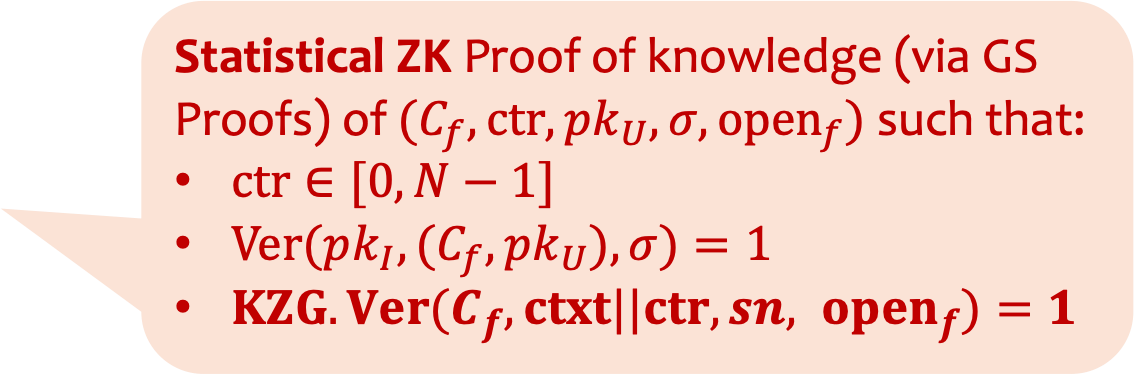 Statistical ZK Proof of knowledge (via GS
Proofs) of (C_f, ctr, pk_U, σ, open_f) such that:
• ctr ∈ [0, N − 1]
• Ver(pk_I, (C_f, pk_U), σ) = 1
• KZG. Ver(C_f, ctxt||ctr, sn, open_f) = 1